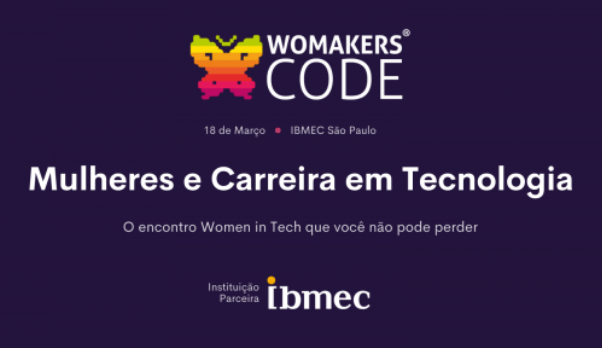 WOMAKERS®
CODE
18 de Março • IBMEC São Paulo
Mulheres e Carreira em Tecnologia
O encontro Women in Tech que você não pode perder
Instituição
Parceira
ibmec